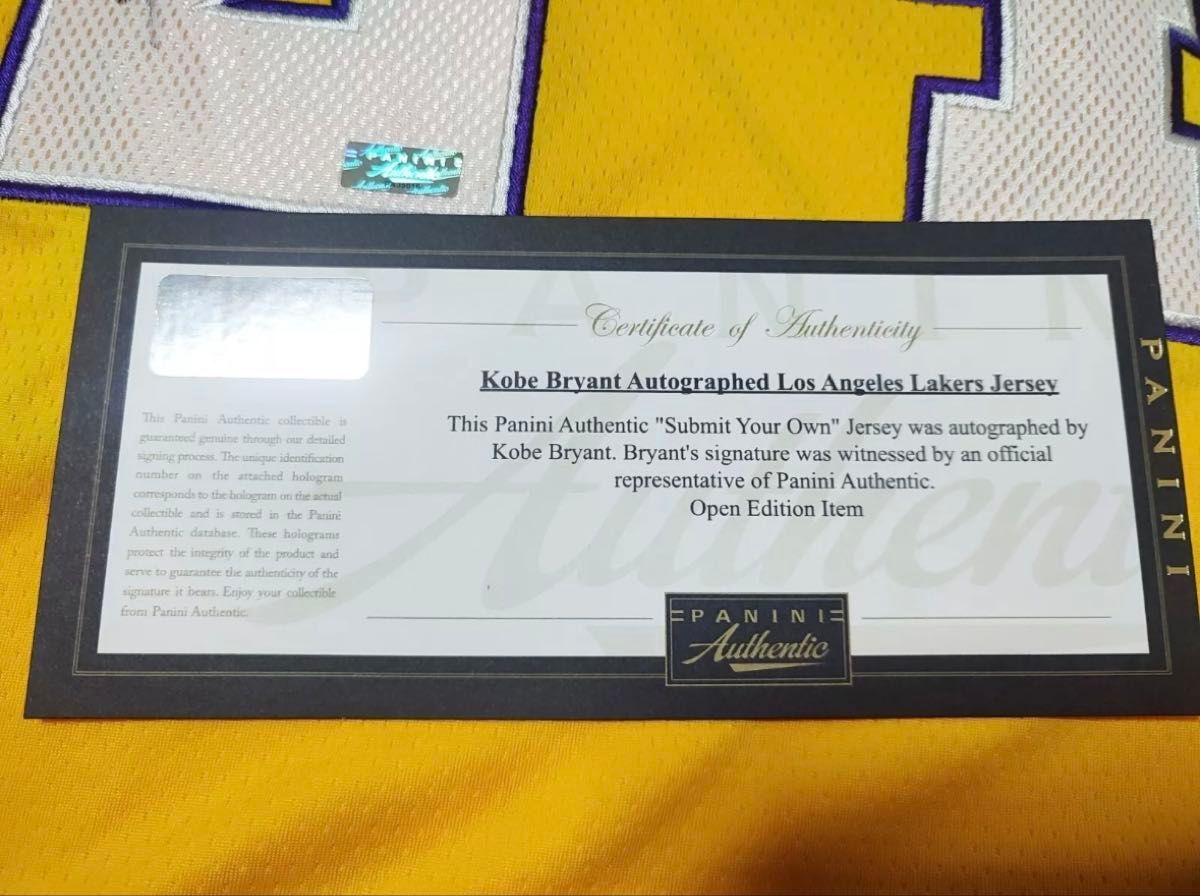 PANINI
Authentic
Certificate of Authenticity
Kobe Bryant Autographed Los Angeles Lakers Jersey
This Panini Authentic "Submit Your Own" Jersey was autographed by
Kobe Bryant. Bryant's signature was witnessed by an official
representative of Panini Authentic.
Open Edition Item
This Panini Authentic collectible is
guaranteed genuine through our detailed
signing process. The unique identification
number on the attached hologram
corresponds to the hologram on the actual
collectible and is stored in the Panini
Authentic database. These holograms
protect the integrity of the product and
serve to guarantee the authenticity of the
signature it bears. Enjoy your collectible
from Panini Authentic.
PANINI
Authentic
PANINI